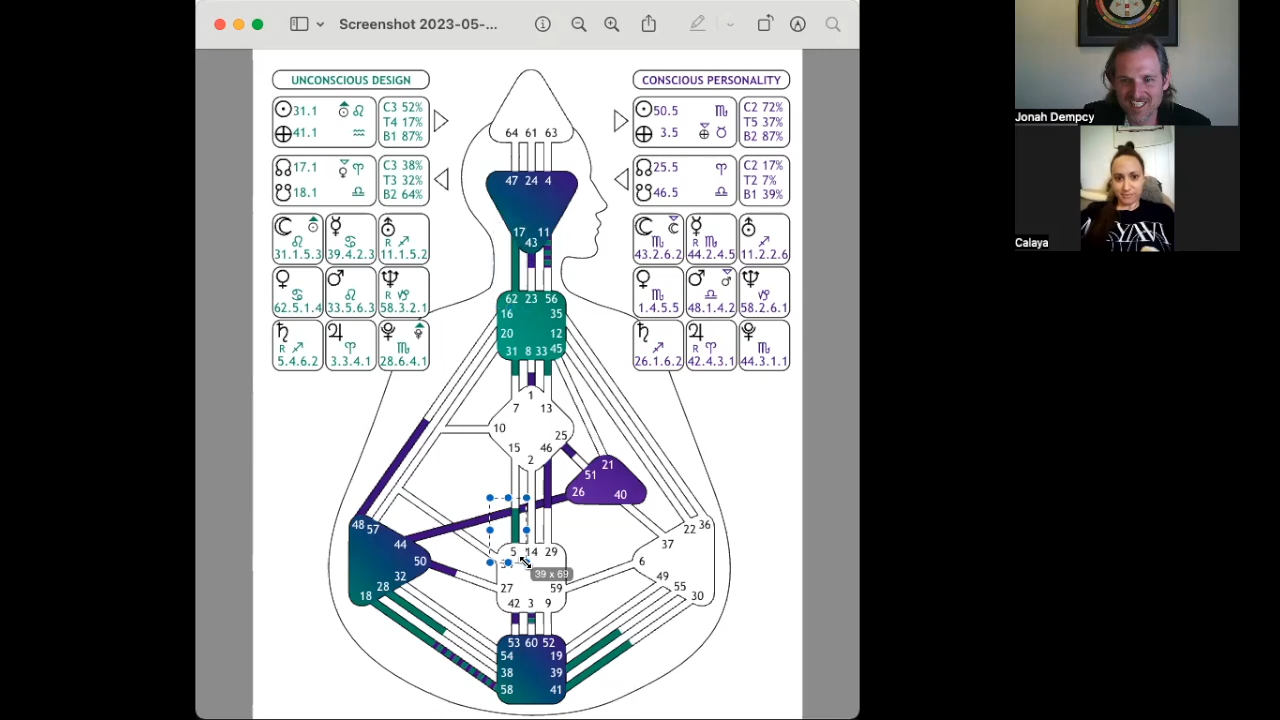 Screenshot 2023-05-...
UNCONSCIOUS DESIGN
31.1
41.1
C3 52%
T4 17%
B1 87%
17.1
18.1
C3 38%
T3 32%
B2 64%
31.1.5.3
39.4.2.3
R
11.1.5.2
62.5.1.4
33.5.6.3
R
58.3.2.1
R
5.4.6.2
3.3.4.1
28.6.4.1
CONSCIOUS PERSONALITY
50.5
3.5
C2 72%
T5 37%
B2 87%
25.5
46.5
C2 17%
T2 7%
B1 39%
43.2.6.2
R
44.2.4.5
11.2.2.6
1.4.5.5
48.1.4.2
58.2.6.1
26.1.6.2
R
42.4.3.1
44.3.1.1
64 61 63
47 24 4
17 11
43
62 23 56
16 35
20 12
31 8 33 45
1
7 13
10 25
15 46
2
21
51
26 40
48 57
44
50
32
28
18
22 36
37
6
49
55
30
5 14 29
27 59
42 3 9
39 x 69
53 60 52
54 19
38 39
58 41
Jonah Dempcy
Calaya